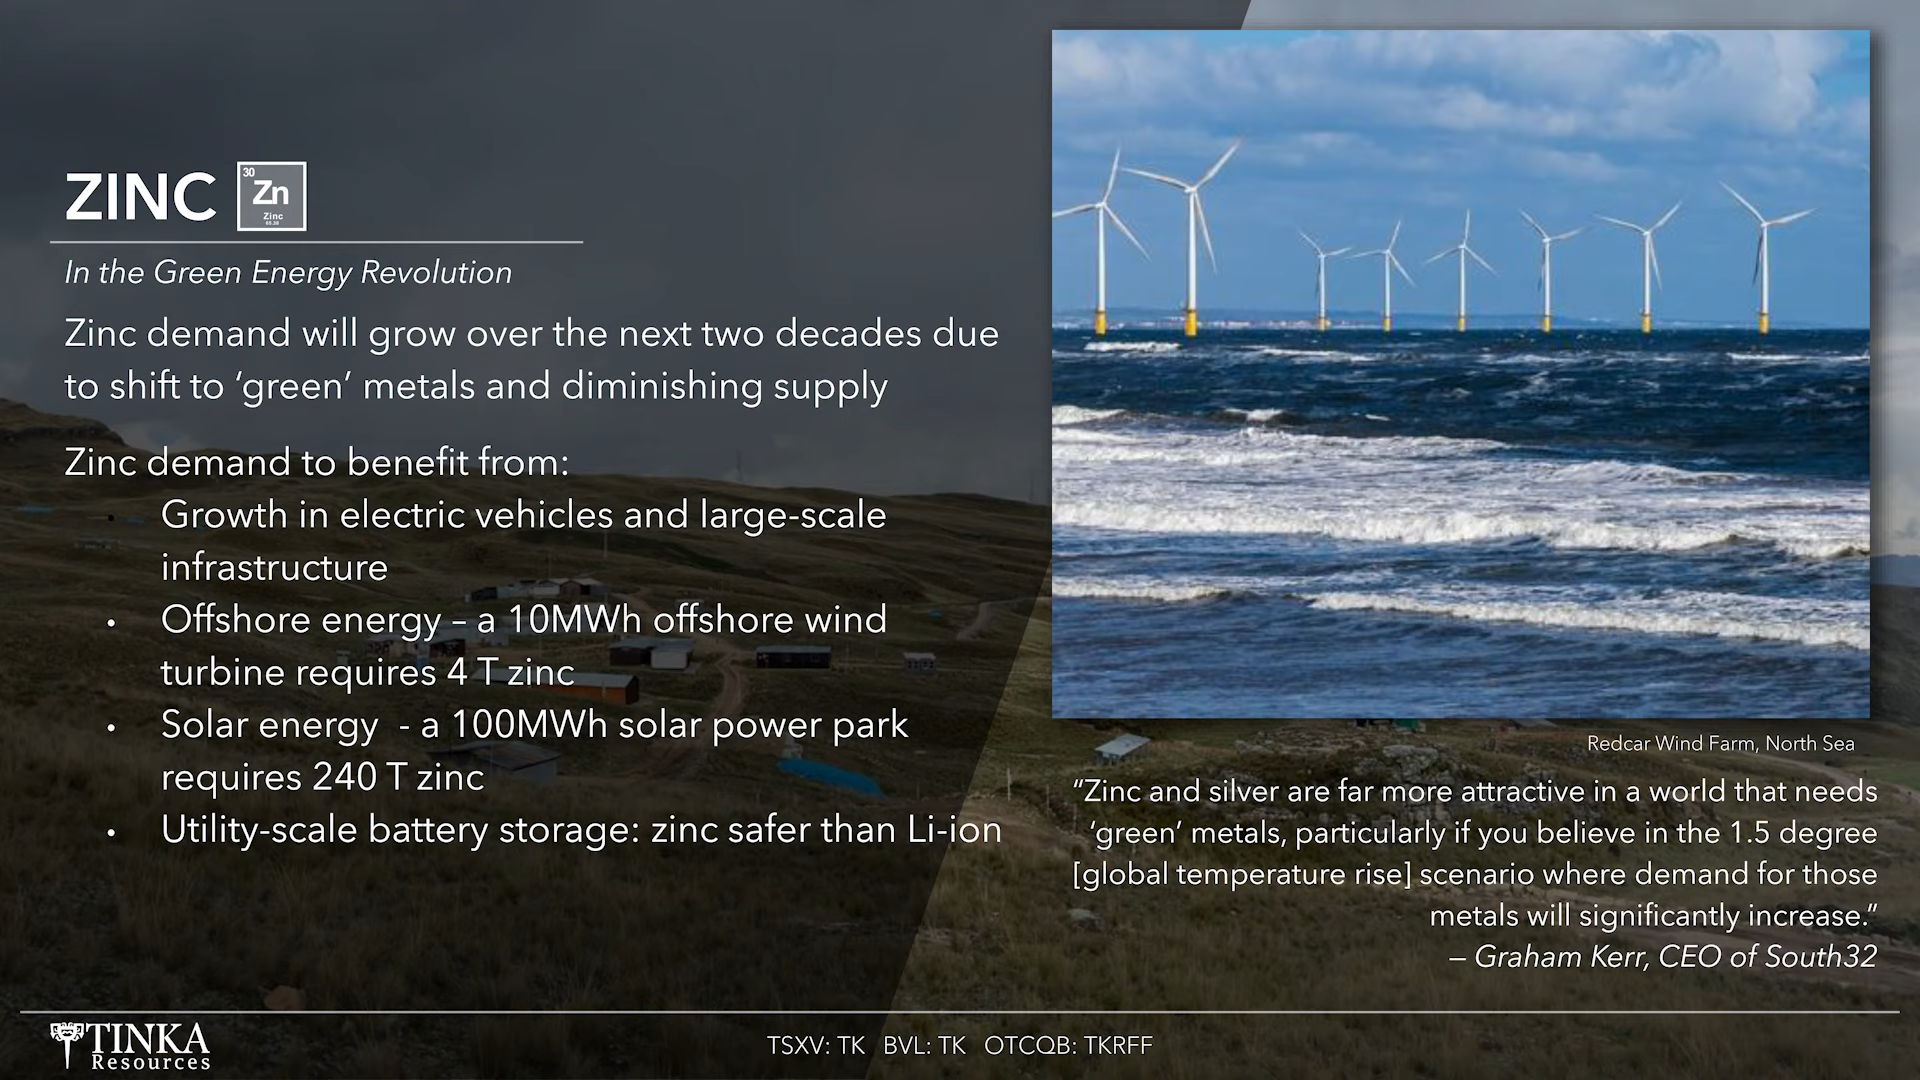 ZINC
30
Zn
Zinc
65.38
In the Green Energy Revolution
Zinc demand will grow over the next two decades due
to shift to ‘green’ metals and diminishing supply
Zinc demand to benefit from:
• Growth in electric vehicles and large-scale
infrastructure
• Offshore energy – a 10MWh offshore wind
turbine requires 4 T zinc
• Solar energy  - a 100MWh solar power park
requires 240 T zinc
• Utility-scale battery storage: zinc safer than Li-ion
Redcar Wind Farm, North Sea
“Zinc and silver are far more attractive in a world that needs
‘green’ metals, particularly if you believe in the 1.5 degree
[global temperature rise] scenario where demand for those
metals will significantly increase.”
– Graham Kerr, CEO of South32
TINKA
Resources
TSXV: TK   BVL: TK   OTCQB: TKRFF